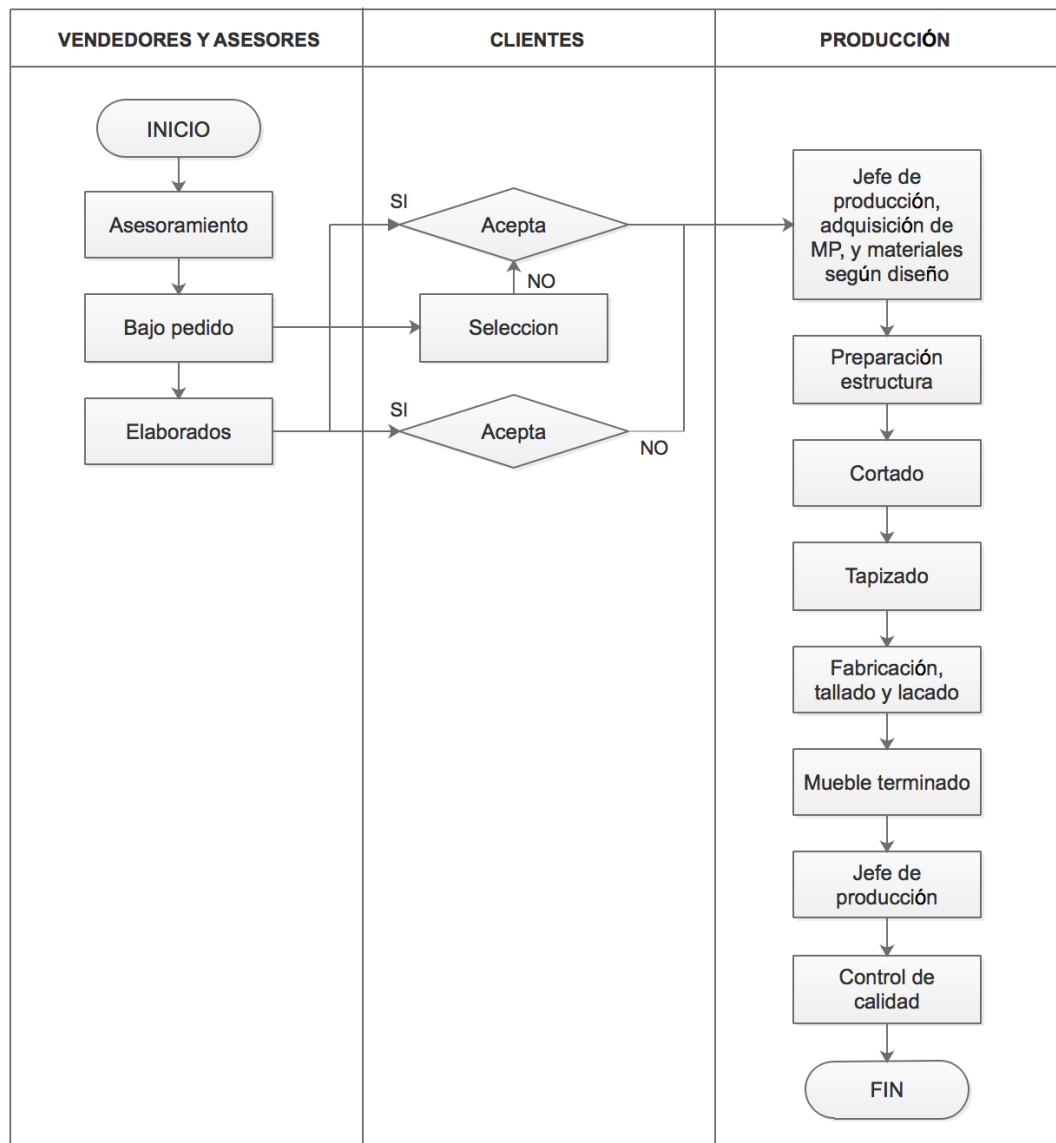 VENDEDORES Y ASESORES
CLIENTES
PRODUCCIÓN
INICIO
Asesoramiento
Bajo pedido
Elaborados
SI
Acepta
NO
Seleccion
SI
Acepta
NO
Jefe de
producción,
adquisición de
MP, y materiales
según diseño
Preparación
estructura
Cortado
Tapizado
Fabricación,
tallado y lacado
Mueble terminado
Jefe de
producción
Control de
calidad
FIN